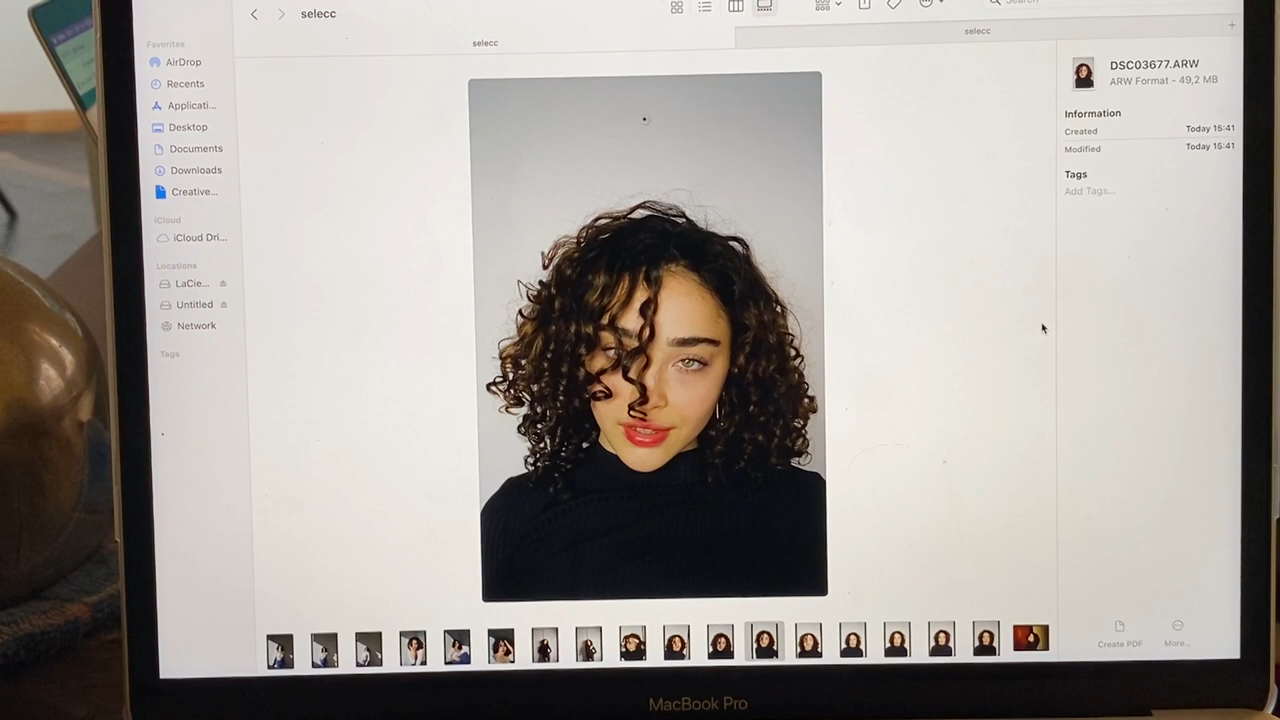 selecc
Search
selecc
selecc
Favorites
AirDrop
Recents
Applicati...
Desktop
Documents
Downloads
Creative...
iCloud
iCloud Dri...
Locations
LaCie...
Untitled
Network
Tags
DSC03677.ARW
ARW Format - 49,2 MB
Information
Created Today 15:41
Modified Today 15:41
Tags
Add Tags...
Create PDF
More...
MacBook Pro